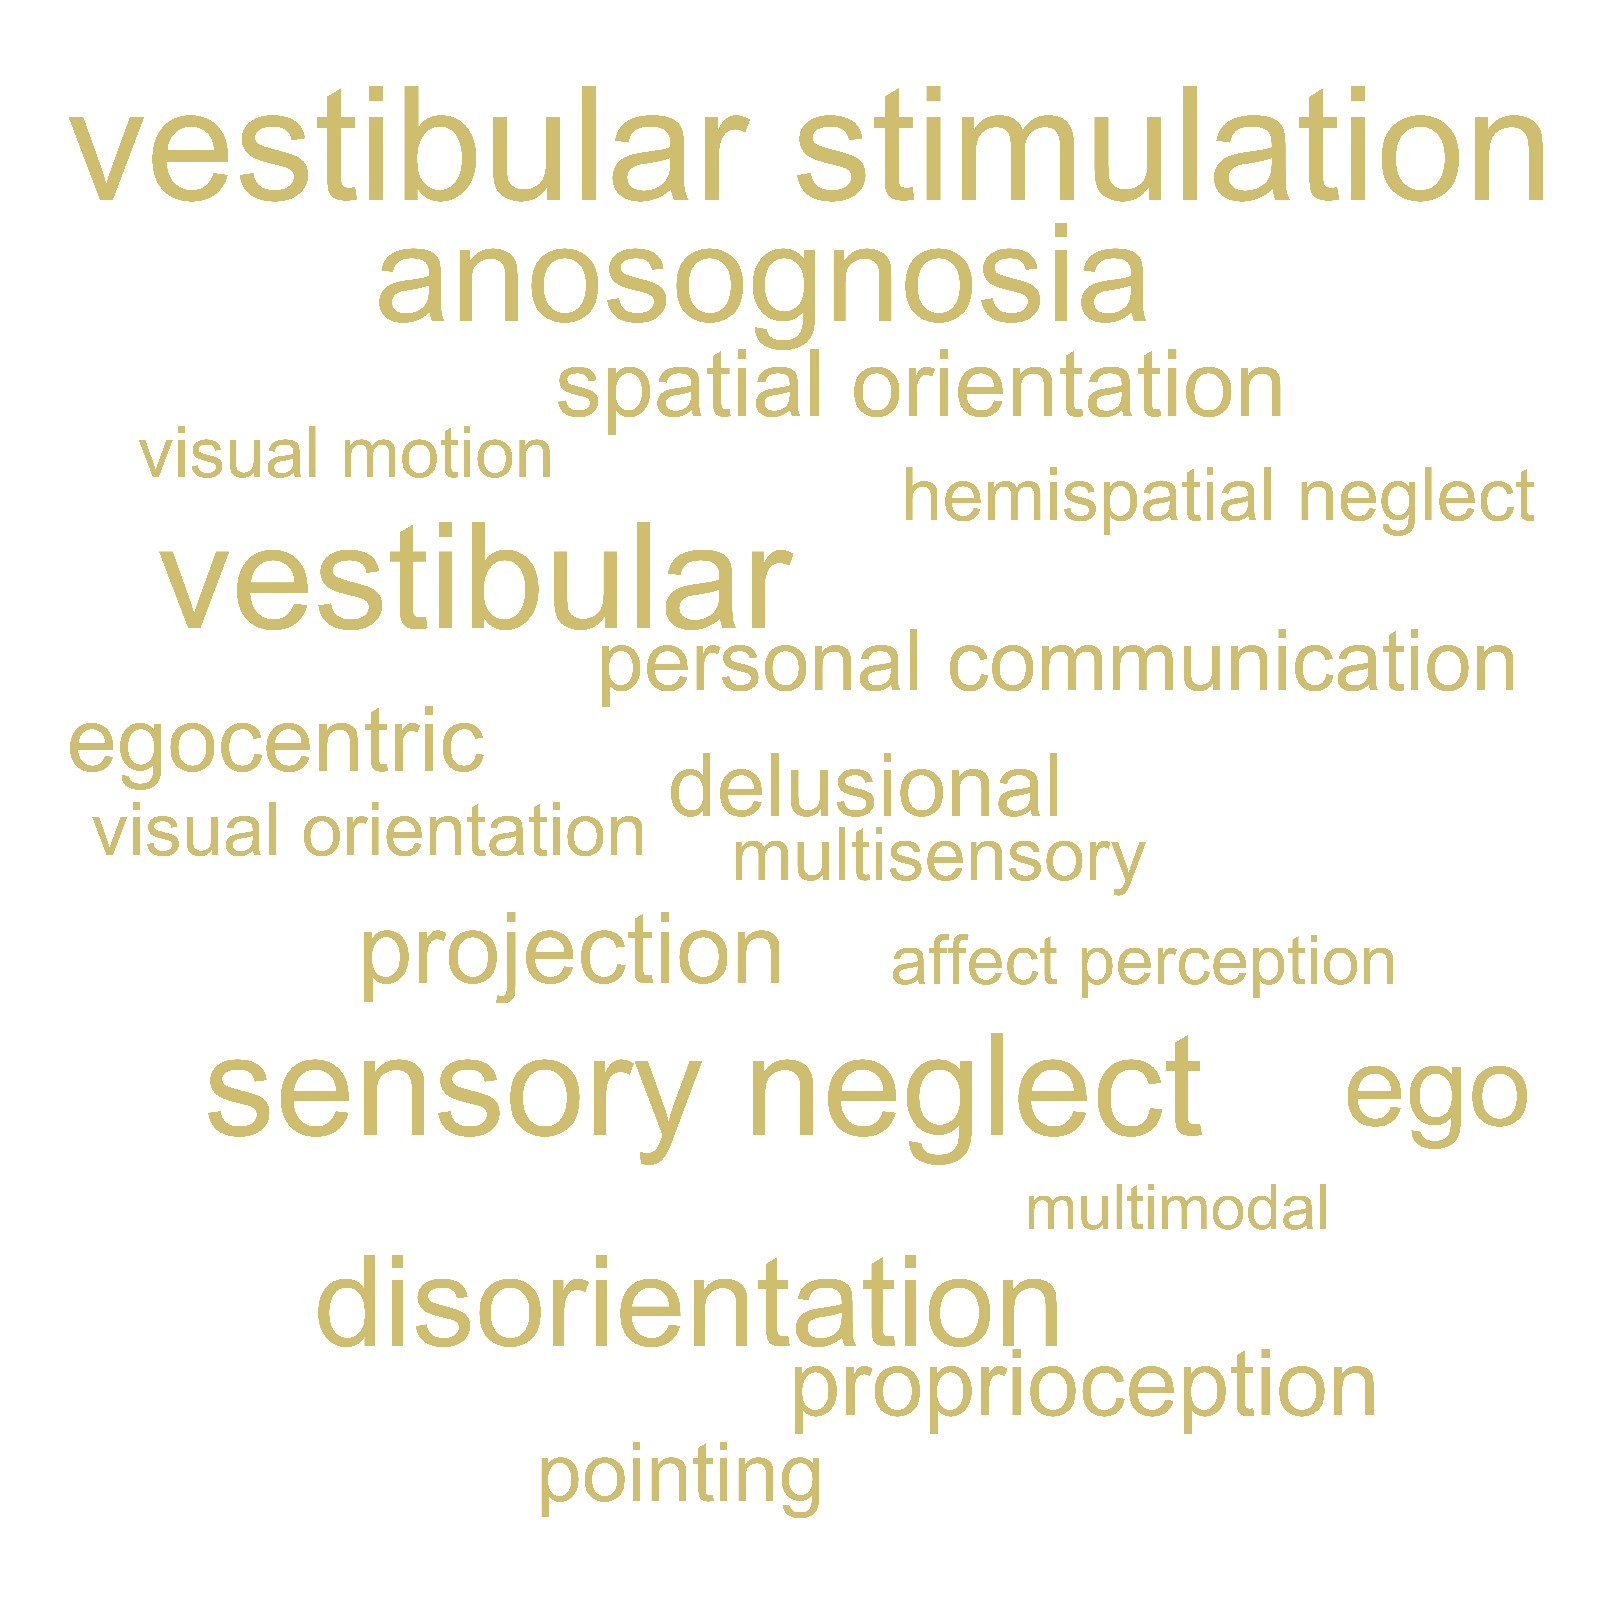 vestibular stimulation
anosognosia
spatial orientation
visual motion
hemispatial neglect
vestibular
personal communication
egocentric
delusional
visual orientation
multisensory
projection
affect perception
sensory neglect
ego
multimodal
disorientation
proprioception
pointing